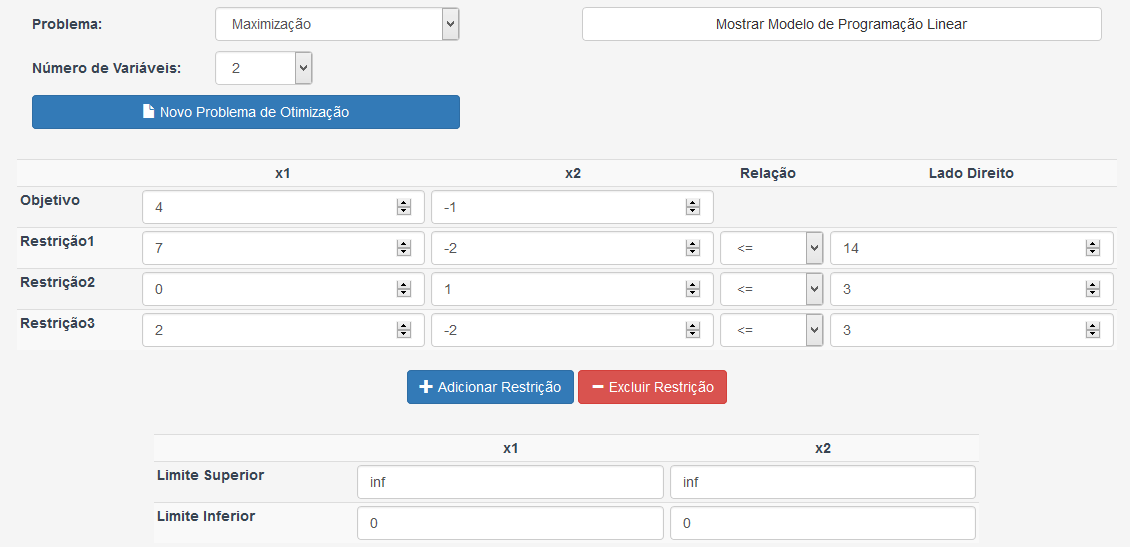 Problema: Maximização Mostrar Modelo de Programação Linear
Número de Variáveis: 2
Novo Problema de Otimização
x1 x2 Relação Lado Direito
Objetivo 4 -1
Restrição1 7 -2 <= 14
Restrição2 0 1 <= 3
Restrição3 2 -2 <= 3
Adicionar Restrição Excluir Restrição
x1 x2
Limite Superior inf inf
Limite Inferior 0 0